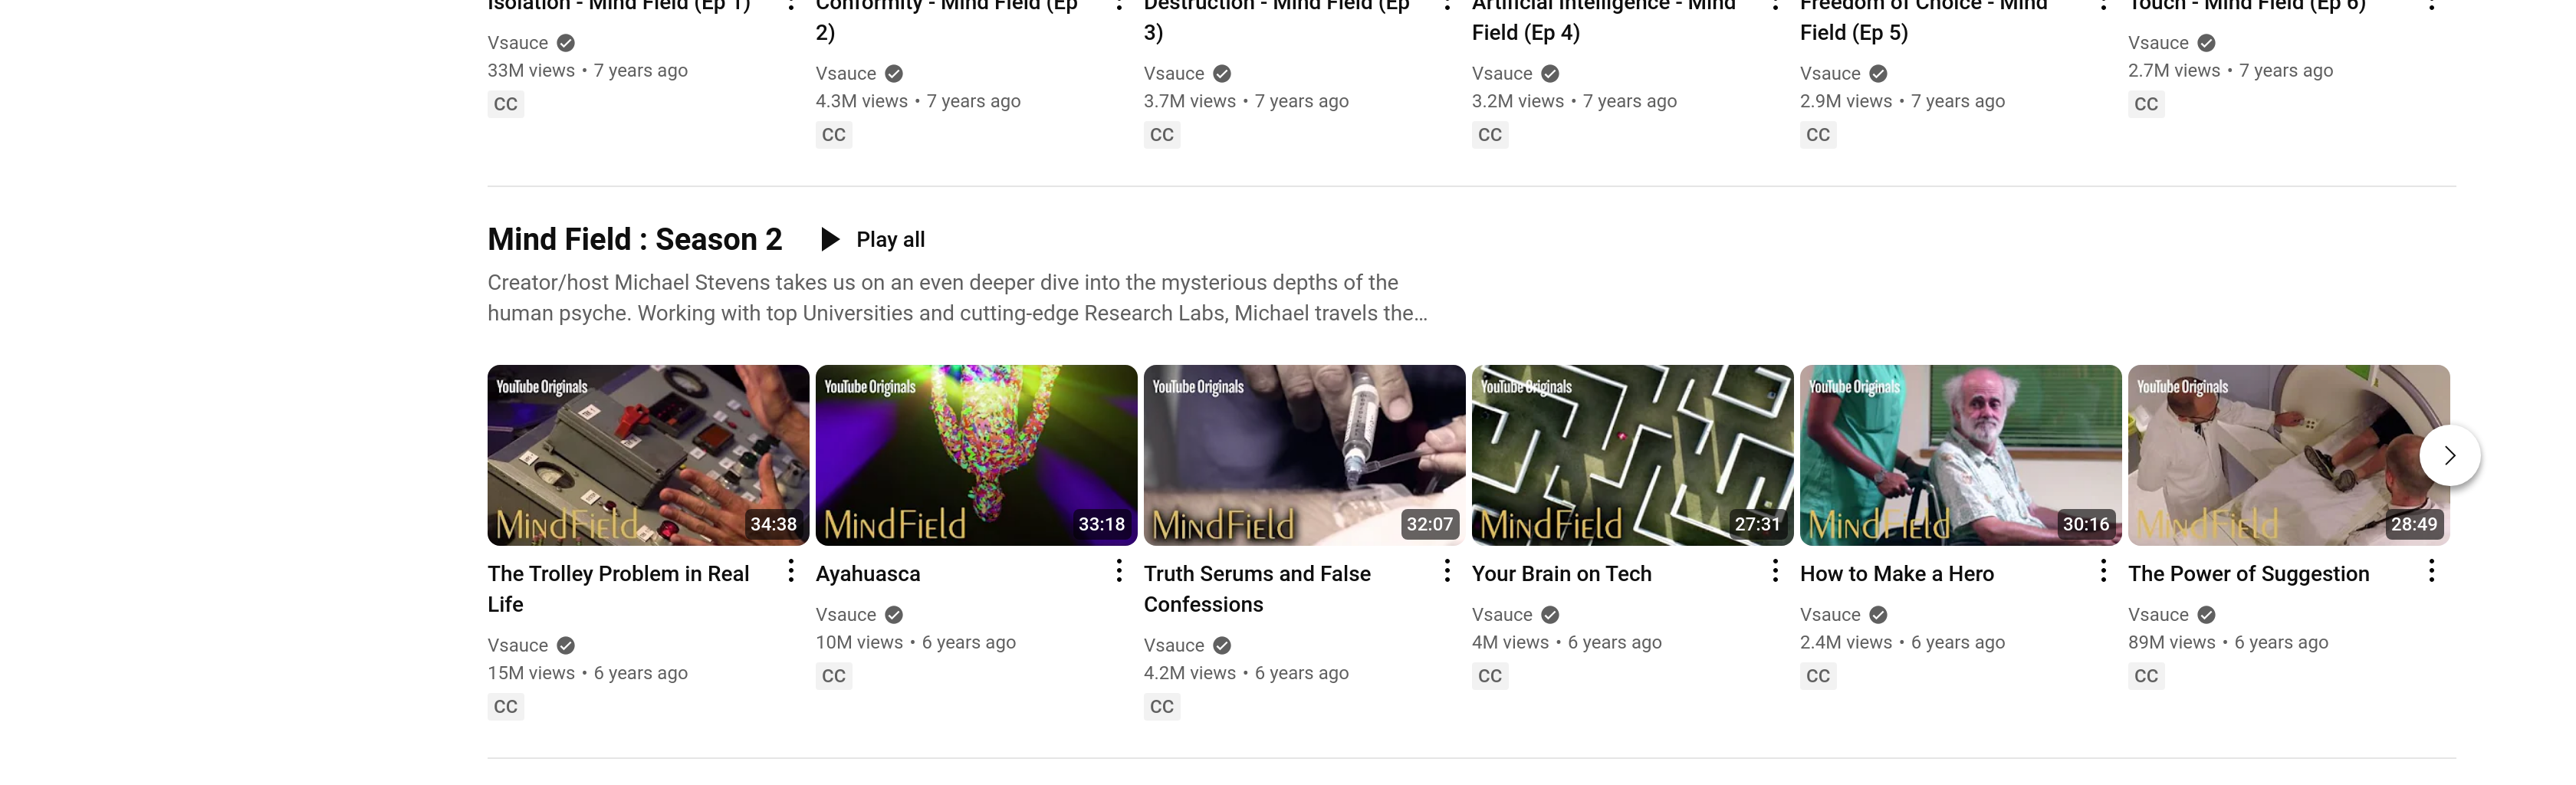 Isolation - Mind Field (Ep 1)
Vsauce
33M views • 7 years ago
CC
Conformity - Mind Field (Ep
2)
Vsauce
4.3M views • 7 years ago
CC
Destruction - Mind Field (Ep
3)
Vsauce
3.7M views • 7 years ago
CC
Artificial Intelligence - Mind
Field (Ep 4)
Vsauce
3.2M views • 7 years ago
CC
Freedom of Choice - Mind
Field (Ep 5)
Vsauce
2.9M views • 7 years ago
CC
Touch - Mind Field (Ep 6)
Vsauce
2.7M views • 7 years ago
CC
Mind Field : Season 2
Play all
Creator/host Michael Stevens takes us on an even deeper dive into the mysterious depths of the
human psyche. Working with top Universities and cutting-edge Research Labs, Michael travels the...
YouTube Originals
MindField
34:38
The Trolley Problem in Real
Life
Vsauce
15M views • 6 years ago
CC
YouTube Originals
MindField
33:18
Ayahuasca
Vsauce
10M views • 6 years ago
CC
YouTube Originals
MindField
32:07
Truth Serums and False
Confessions
Vsauce
4.2M views • 6 years ago
CC
YouTube Originals
MindField
27:31
Your Brain on Tech
Vsauce
4M views • 6 years ago
CC
YouTube Originals
MindField
30:16
How to Make a Hero
Vsauce
2.4M views • 6 years ago
CC
YouTube Originals
MindField
28:49
The Power of Suggestion
Vsauce
89M views • 6 years ago
CC